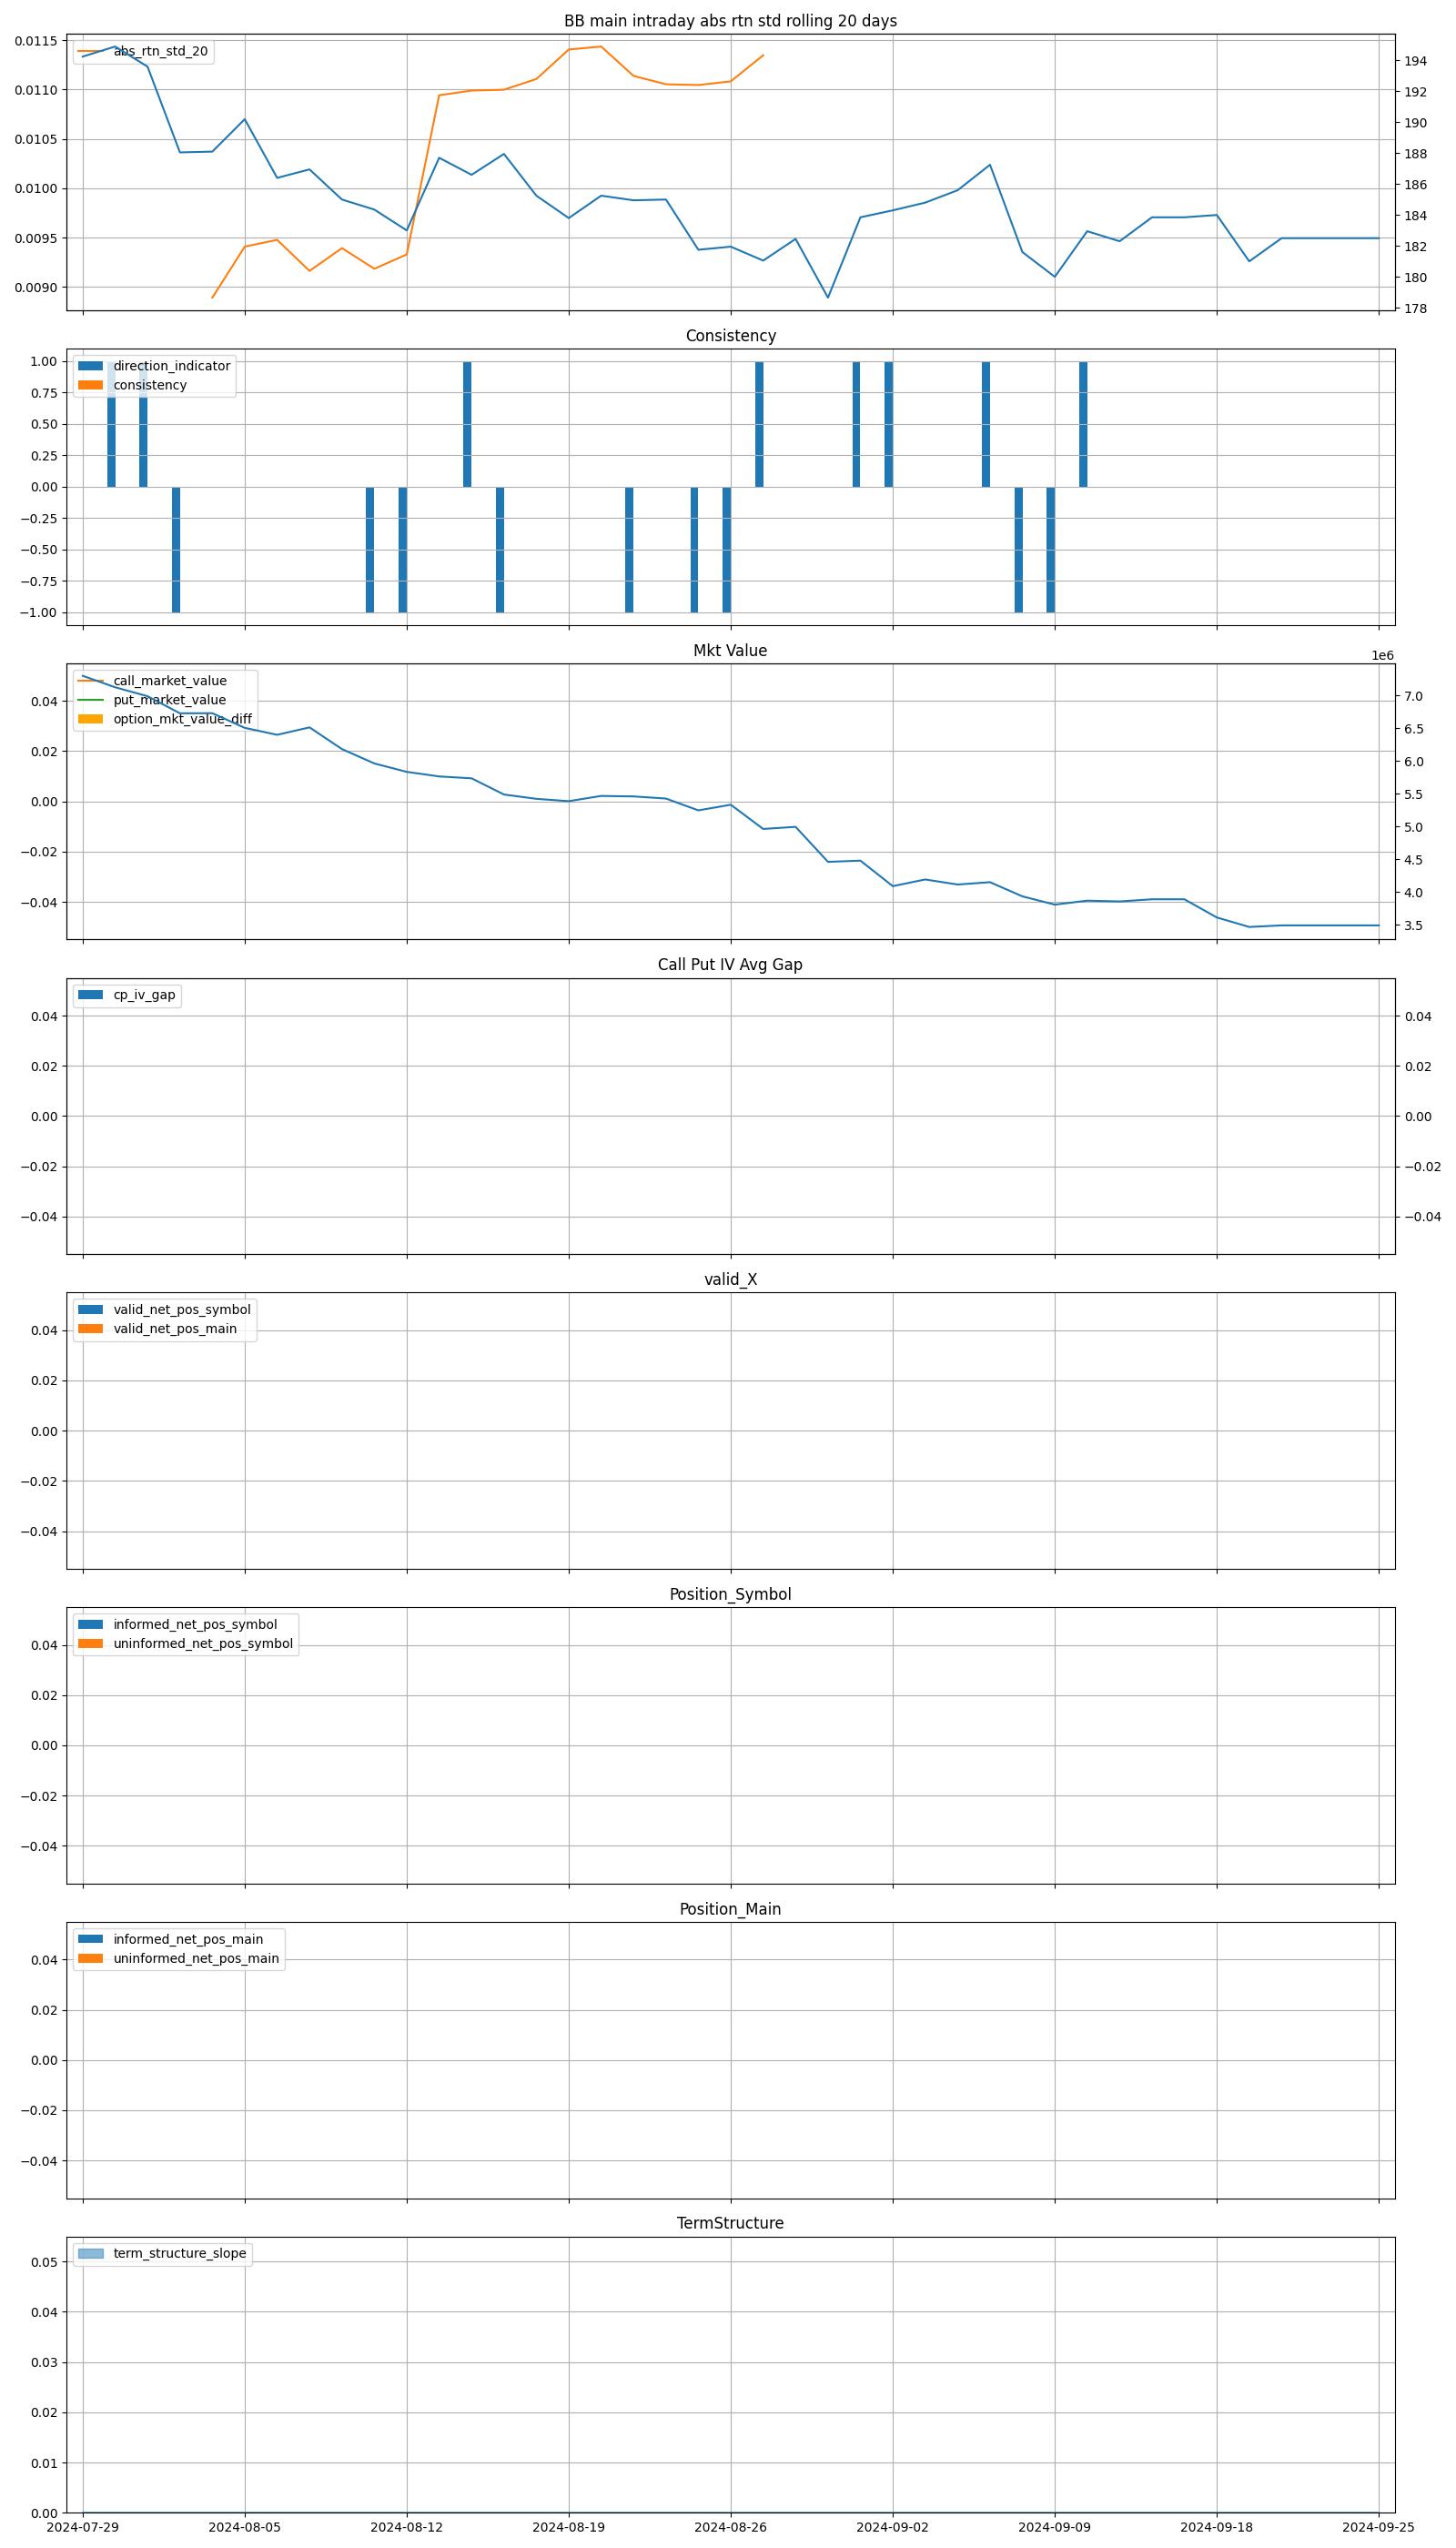 BB main intraday abs rtn std rolling 20 days
abs_rtn_std_20
0.0115
0.0110
0.0105
0.0100
0.0095
0.0090
194
192
190
188
186
184
182
180
178
Consistency
direction_indicator
consistency
1.00
0.75
0.50
0.25
0.00
−0.25
−0.50
−0.75
−1.00
Mkt Value
1e6
call_market_value
put_market_value
option_mkt_value_diff
0.04
0.02
0.00
−0.02
−0.04
7.0
6.5
6.0
5.5
5.0
4.5
4.0
3.5
Call Put IV Avg Gap
cp_iv_gap
0.04
0.02
0.00
−0.02
−0.04
0.04
0.02
0.00
−0.02
−0.04
valid_X
valid_net_pos_symbol
valid_net_pos_main
0.04
0.02
0.00
−0.02
−0.04
Position_Symbol
informed_net_pos_symbol
uninformed_net_pos_symbol
0.04
0.02
0.00
−0.02
−0.04
Position_Main
informed_net_pos_main
uninformed_net_pos_main
0.04
0.02
0.00
−0.02
−0.04
TermStructure
term_structure_slope
0.05
0.04
0.03
0.02
0.01
0.00
2024-07-29 2024-08-05 2024-08-12 2024-08-19 2024-08-26 2024-09-02 2024-09-09 2024-09-18 2024-09-25